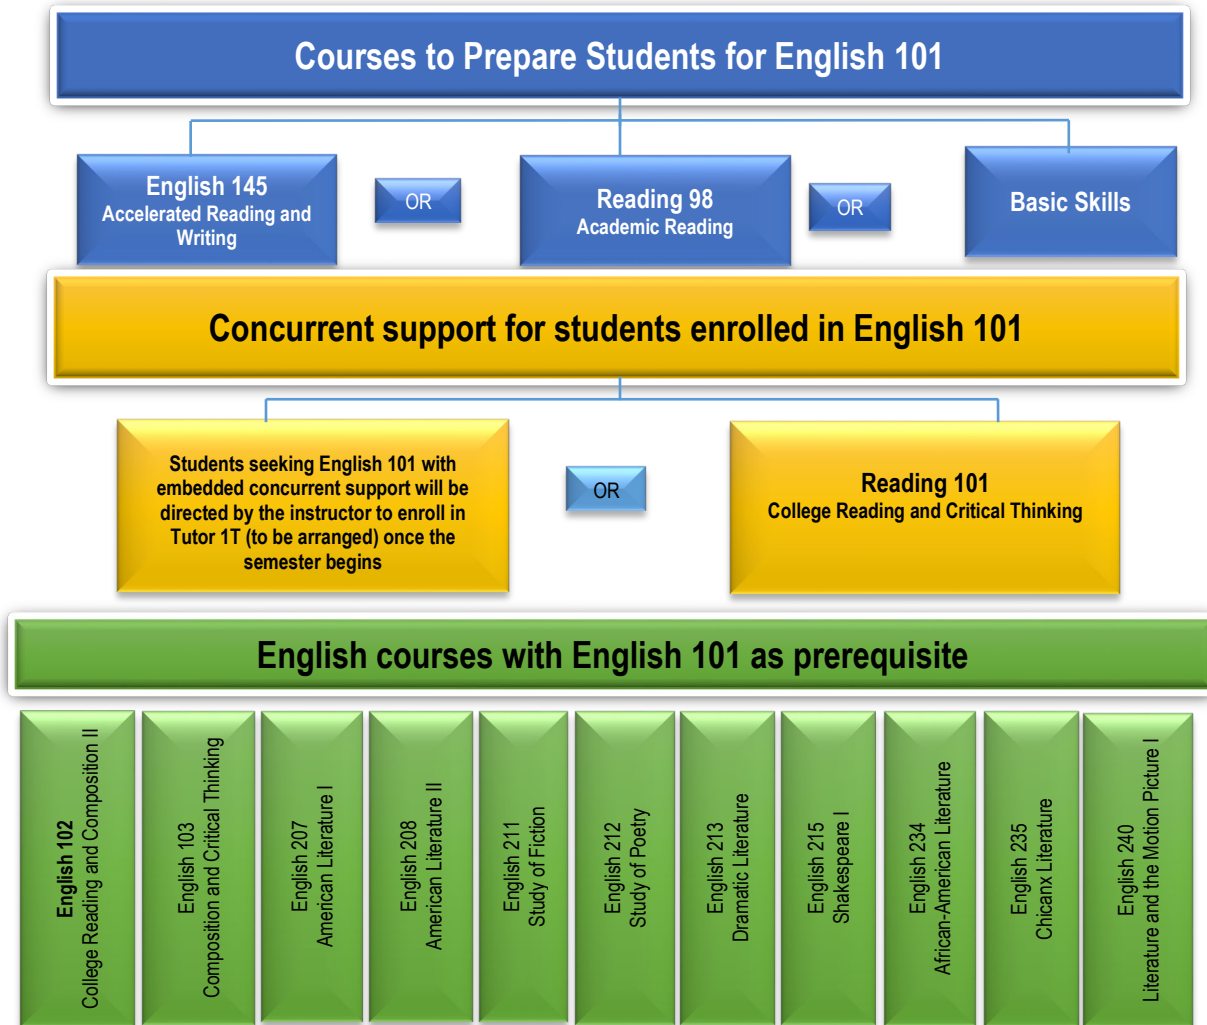 Courses to Prepare Students for English 101
English 145
Accelerated Reading and
Writing
OR
Reading 98
Academic Reading
OR
Basic Skills
Concurrent support for students enrolled in English 101
Students seeking English 101 with
embedded concurrent support will be
directed by the instructor to enroll in
Tutor 1T (to be arranged) once the
semester begins
OR
Reading 101
College Reading and Critical Thinking
English courses with English 101 as prerequisite
English 102
College Reading and Composition II
English 103
Composition and Critical Thinking
English 207
American Literature I
English 208
American Literature II
English 211
Study of Fiction
English 212
Study of Poetry
English 213
Dramatic Literature
English 215
Shakespeare I
English 234
African-American Literature
English 235
Chicanx Literature
English 240
Literature and the Motion Picture I